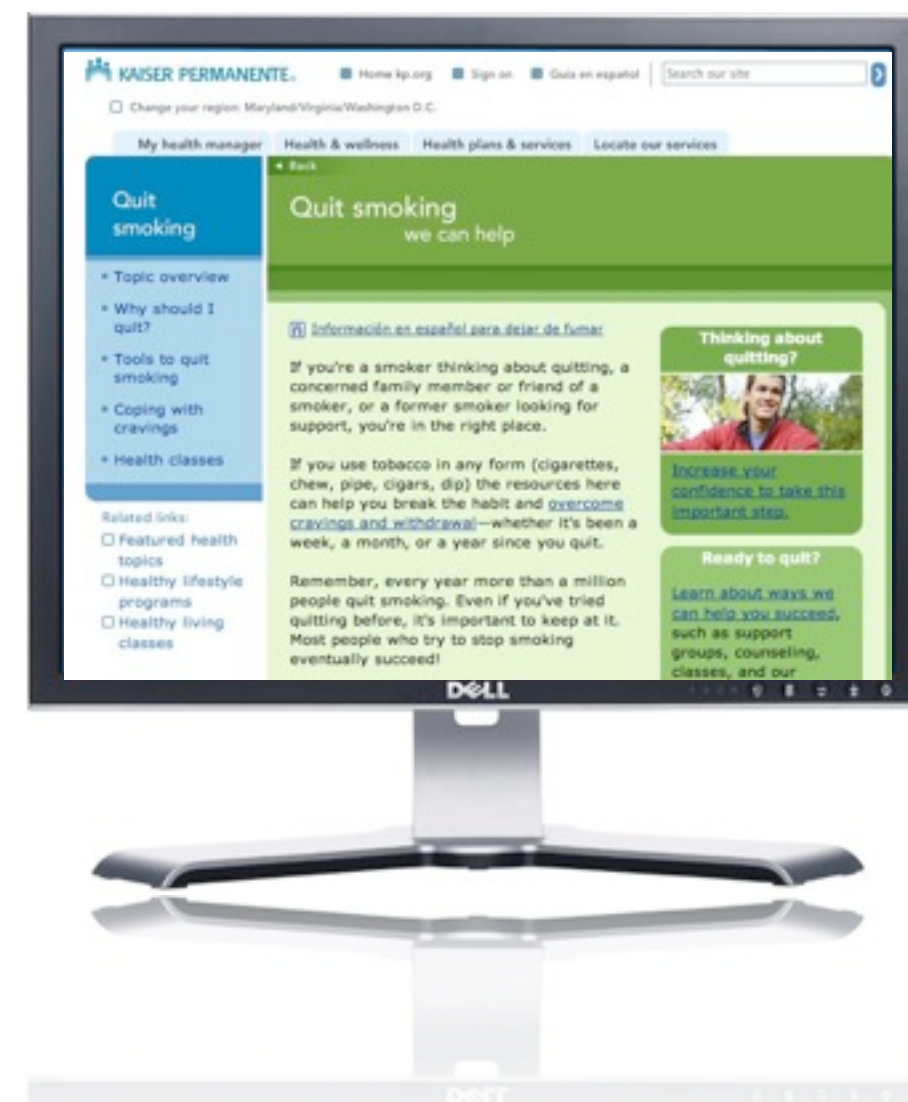 KAISER PERMANENTE®
Home kp.org Sign on Guía en español Search our site
Change your region: Maryland/Virginia/Washington D.C.
My health manager Health & wellness Health plans & services Locate our services
Back
Quit
smoking
Topic overview
Why should I
quit?
Tools to quit
smoking
Coping with
cravings
Health classes
Related links:
Featured health
topics
Healthy lifestyle
programs
Healthy living
classes
Quit smoking
we can help
Información en español para dejar de fumar
If you're a smoker thinking about quitting, a
concerned family member or friend of a
smoker, or a former smoker looking for
support, you're in the right place.
If you use tobacco in any form (cigarettes,
chew, pipe, cigars, dip) the resources here
can help you break the habit and overcome
cravings and withdrawal—whether it's been a
week, a month, or a year since you quit.
Remember, every year more than a million
people quit smoking. Even if you've tried
quitting before, it's important to keep at it.
Most people who try to stop smoking
eventually succeed!
Thinking about
quitting?
Increase your
confidence to take this
important step.
Ready to quit?
Learn about ways we
can help you succeed,
such as support
groups, counseling,
classes, and our
DELL